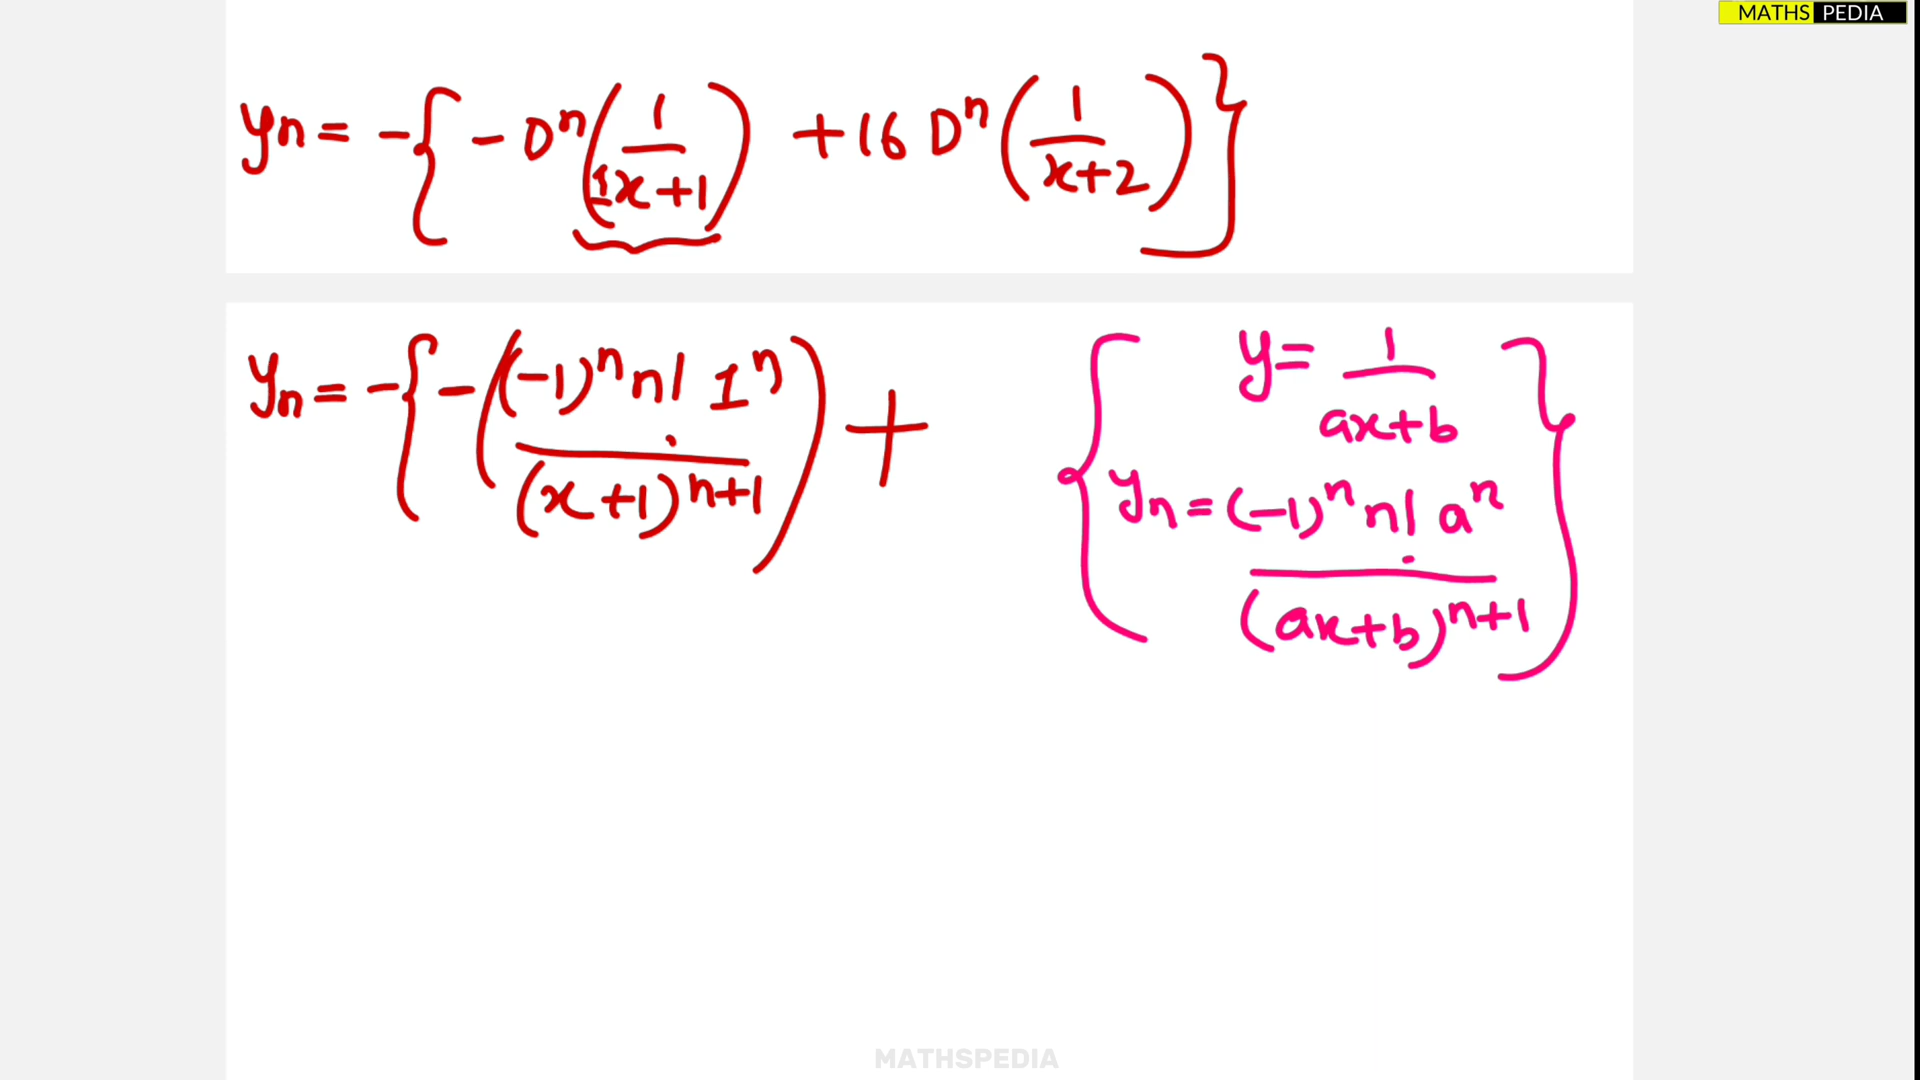 MATHS PEDIA
yn = -{ - Dⁿ(1/(1x+1)) + 16 Dⁿ(1/(x+2)) }
yn = -{ -((-1)ⁿ n! 1ⁿ/(x+1)ⁿ⁺¹) +
{ y = 1/(ax+b)
yn = (-1)ⁿ n! aⁿ/(ax+b)ⁿ⁺¹ }
MATHSPEDIA